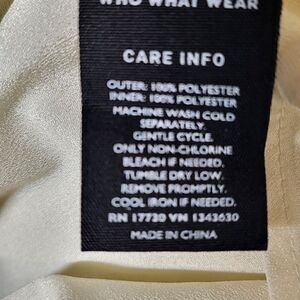 WHO WHAT WEAR
CARE INFO
OUTER: 100% POLYESTER
INNER: 100% POLYESTER
MACHINE WASH COLD
SEPARATELY.
GENTLE CYCLE.
ONLY NON-CHLORINE
BLEACH IF NEEDED.
TUMBLE DRY LOW.
REMOVE PROMPTLY.
COOL IRON IF NEEDED.
RN 17730 VN 1343630
MADE IN CHINA